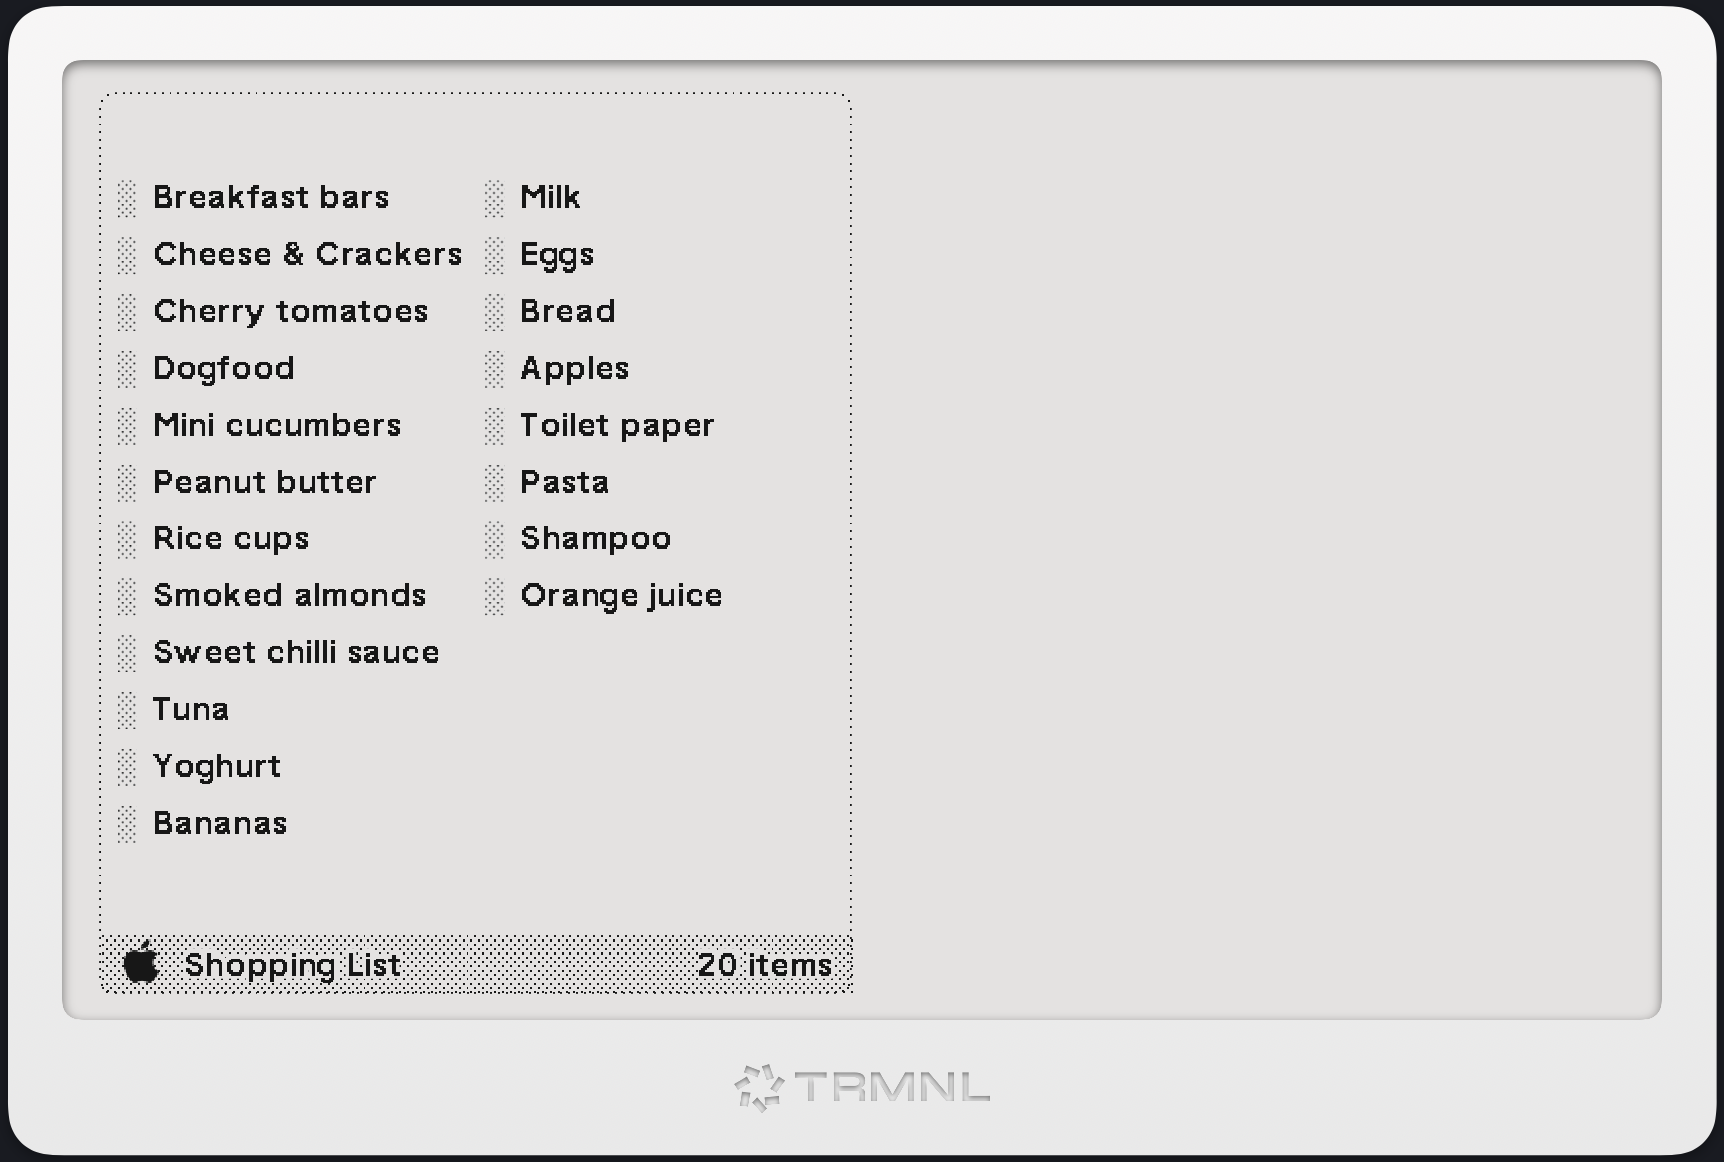 Breakfast bars
Cheese & Crackers
Cherry tomatoes
Dogfood
Mini cucumbers
Peanut butter
Rice cups
Smoked almonds
Sweet chilli sauce
Tuna
Yoghurt
Bananas
Milk
Eggs
Bread
Apples
Toilet paper
Pasta
Shampoo
Orange juice
Shopping List 20 items
TRMNL